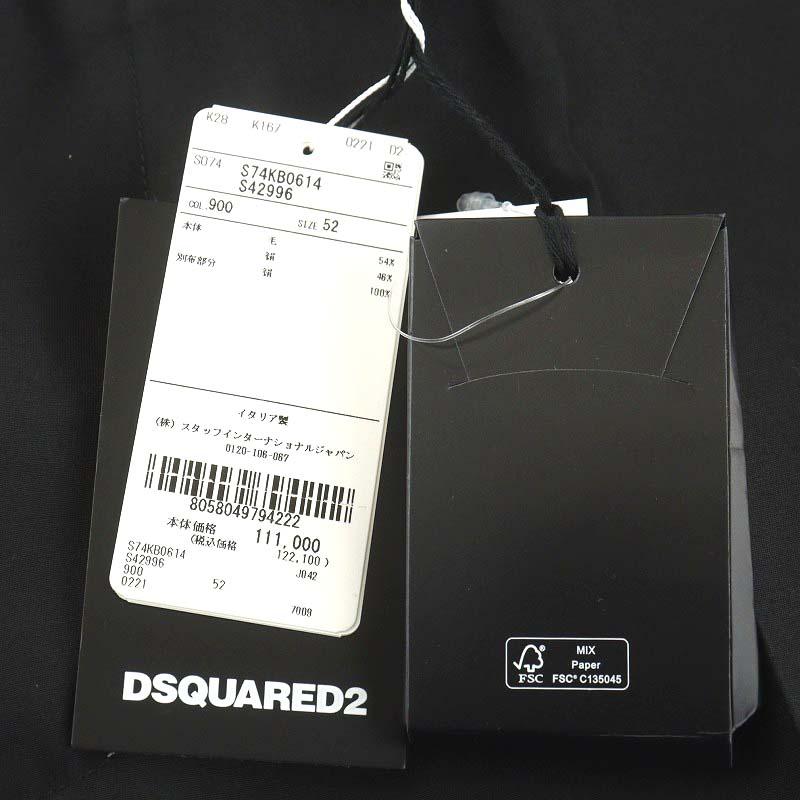 K28 K167 0221 D2
S074 S74KB0614
S42996
COL.900 SIZE 52
本体 毛 54%
絹 46%
別布部分 絹 100%
イタリア製
(株) スタッフインターナショナルジャパン
0120-106-067
8058049794222
本体価格 111,000
(税込価格 122,100)
S74KB0614
S42996 J042
900
0221 52
7009
DSQUARED2
MIX
Paper
FSC FSC® C135045